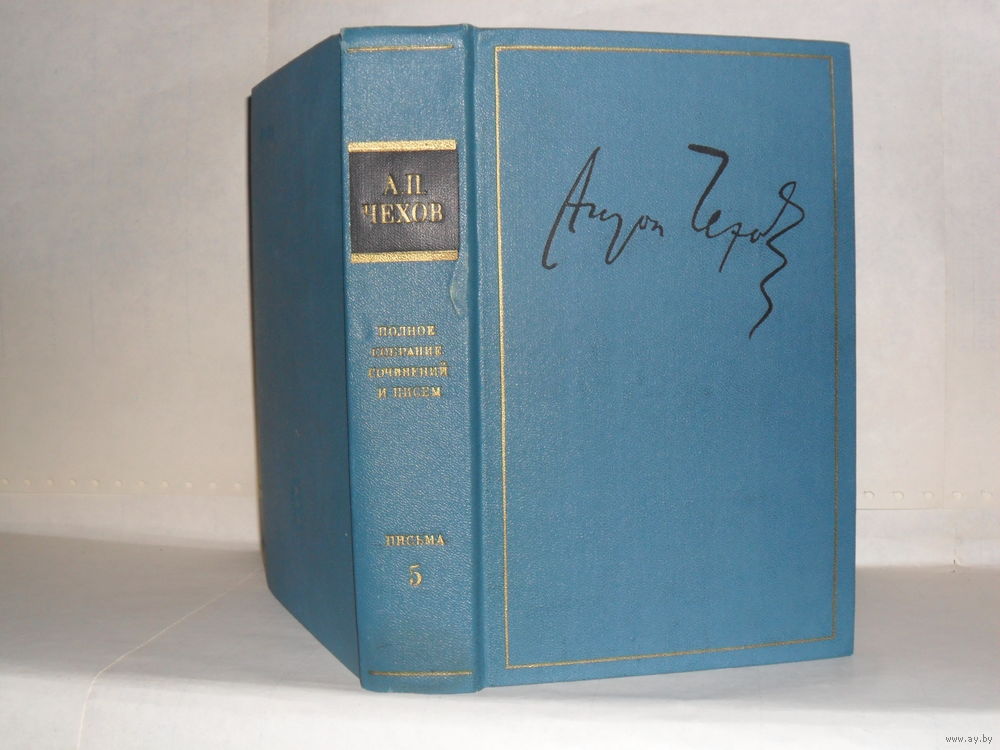 А.П.
ЧЕХОВ
ПОЛНОЕ
СОБРАНИЕ
СОЧИНЕНИЙ
И ПИСЕМ
ПИСЬМА
5
Антон Чехов
www.ay.by